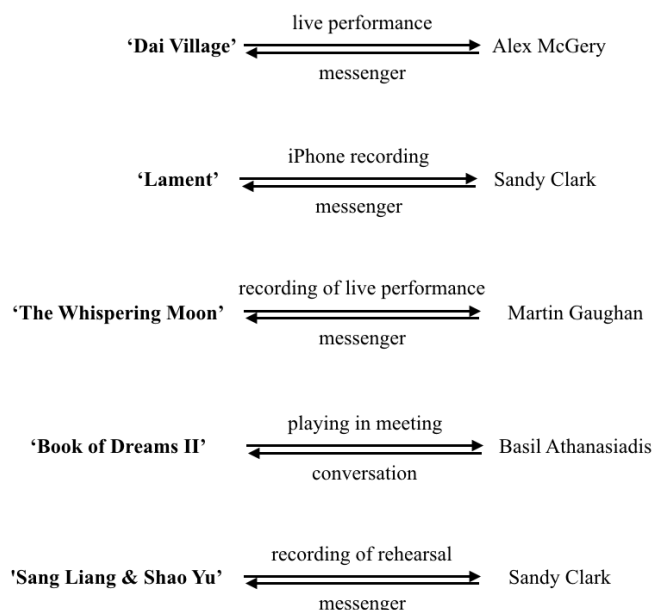 live performance
‘Dai Village’ Alex McGery
messenger
iPhone recording
‘Lament’ Sandy Clark
messenger
recording of live performance
‘The Whispering Moon’ Martin Gaughan
messenger
playing in meeting
‘Book of Dreams II’ Basil Athanasiadis
conversation
recording of rehearsal
'Sang Liang & Shao Yu’ Sandy Clark
messenger